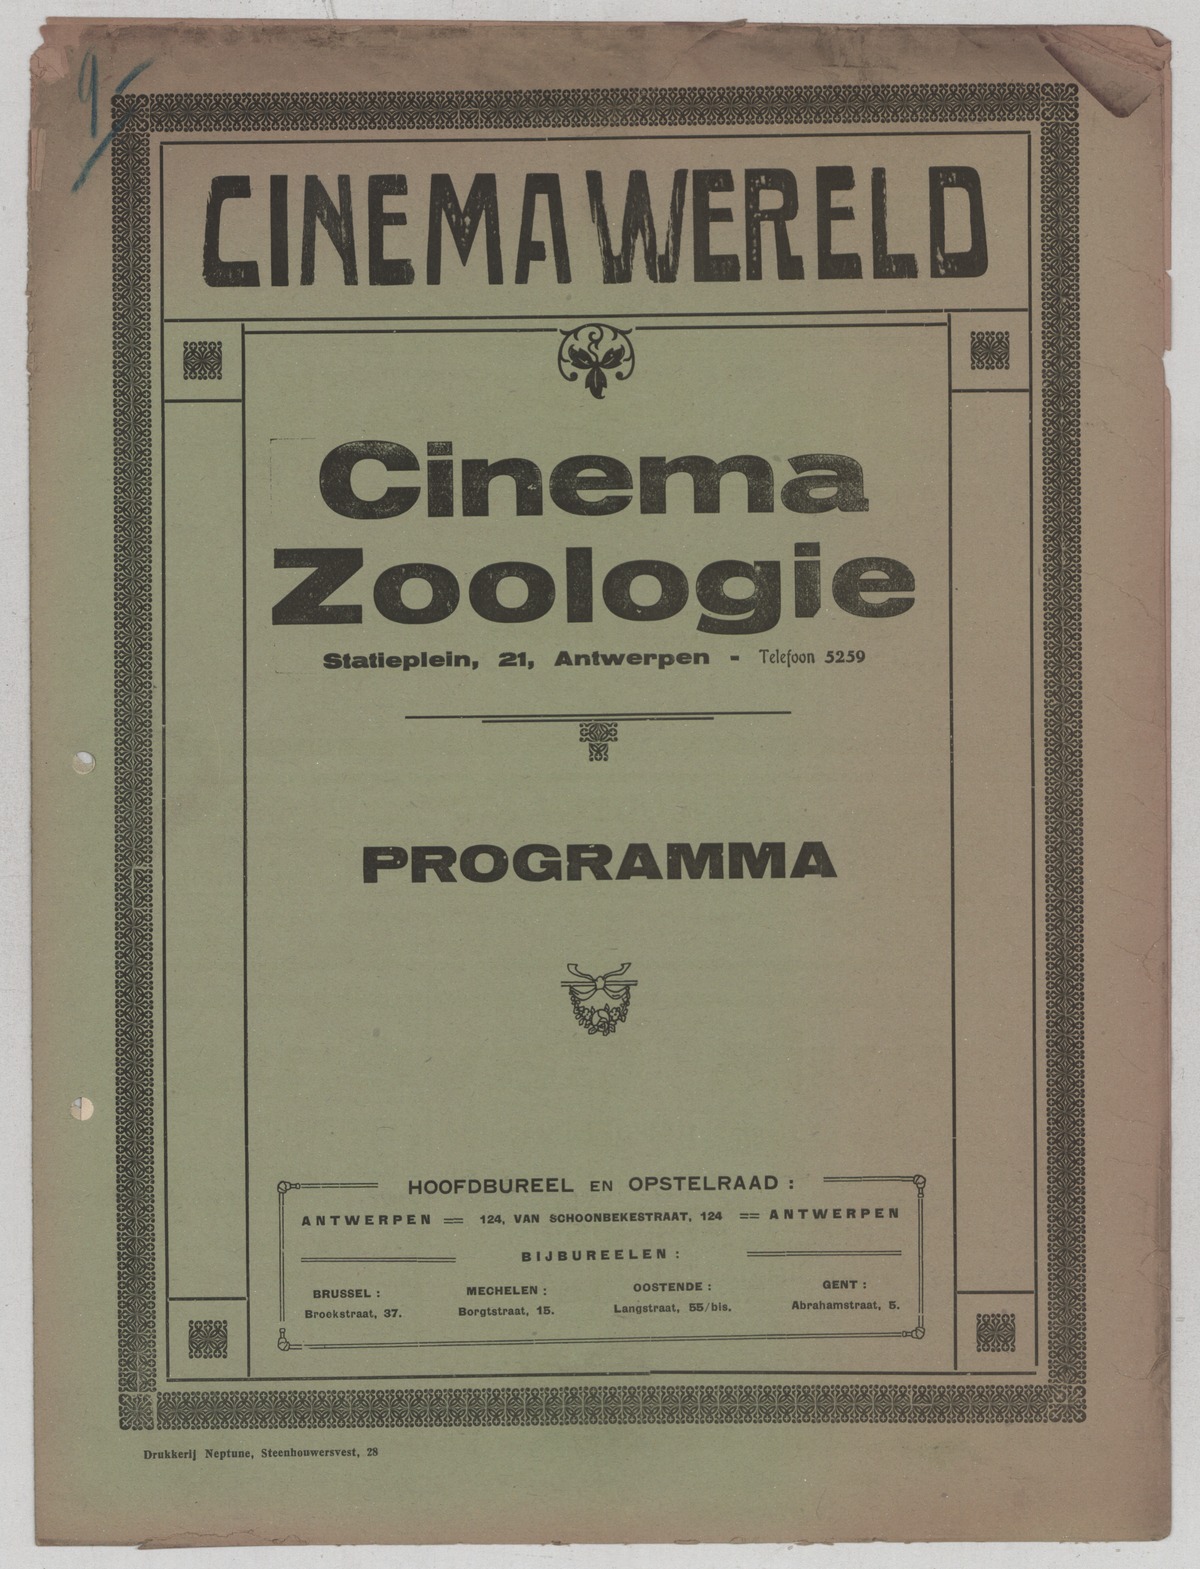 9
CINEMA WERELD
Cinema
Zoologie
Statieplein, 21, Antwerpen - Telefoon 5259
PROGRAMMA
HOOFDBUREEL EN OPSTELRAAD :
ANTWERPEN == 124, VAN SCHOONBEKESTRAAT, 124 == ANTWERPEN
BIJBUREELEN :
BRUSSEL : MECHELEN : OOSTENDE : GENT :
Broekstraat, 37. Borgtstraat, 15. Langstraat, 55/bis. Abrahamstraat, 5.
Drukkerij Neptune, Steenhouwersvest, 28